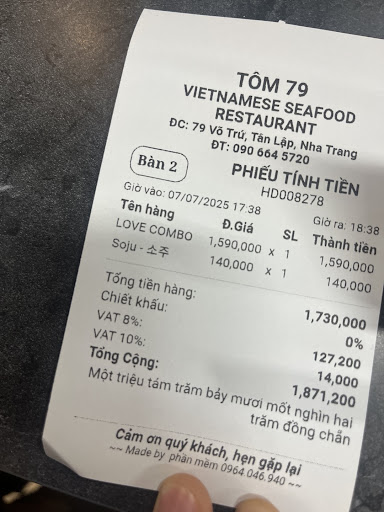 TÔM 79
VIETNAMESE SEAFOOD
RESTAURANT
ĐC: 79 Võ Trứ, Tân Lập, Nha Trang
ĐT: 090 664 5720
Bàn 2
PHIẾU TÍNH TIỀN
HD008278
Giờ vào: 07/07/2025 17:38 Giờ ra: 18:38
Tên hàng Đ.Giá SL Thành tiền
LOVE COMBO 1,590,000 x 1 1,590,000
Soju - 소주 140,000 x 1 140,000
Tổng tiền hàng: 1,730,000
Chiết khấu: 0%
VAT 8%: 127,200
VAT 10%: 14,000
Tổng Cộng: 1,871,200
Một triệu tám trăm bảy mươi mốt nghìn hai
trăm đồng chẵn
Cảm ơn quý khách, hẹn gặp lại
~~ Made by phần mềm 0964.046.940 ~~